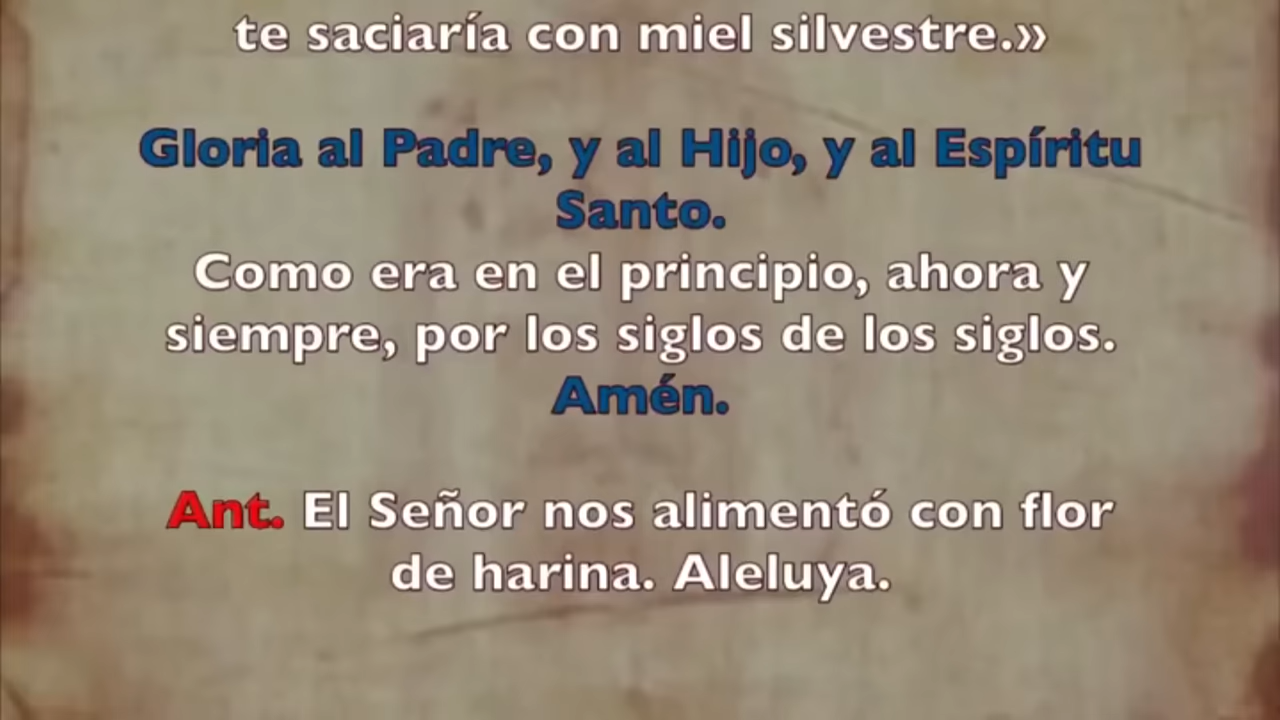 te saciaría con miel silvestre.»
Gloria al Padre, y al Hijo, y al Espíritu
Santo.
Como era en el principio, ahora y
siempre, por los siglos de los siglos.
Amén.
Ant. El Señor nos alimentó con flor
de harina. Aleluya.